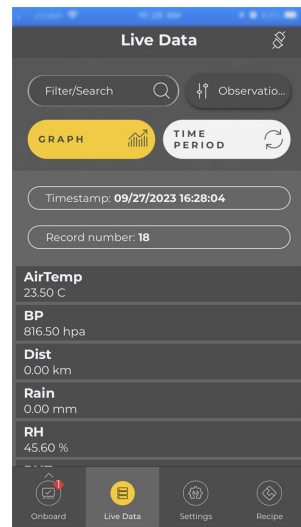 Live Data
Filter/Search
Observatio...
GRAPH
TIME
PERIOD
Timestamp: 09/27/2023 16:28:04
Record number: 18
AirTemp
23.50 C
BP
816.50 hpa
Dist
0.00 km
Rain
0.00 mm
RH
45.60 %
1
Onboard
Live Data
Settings
Recipe